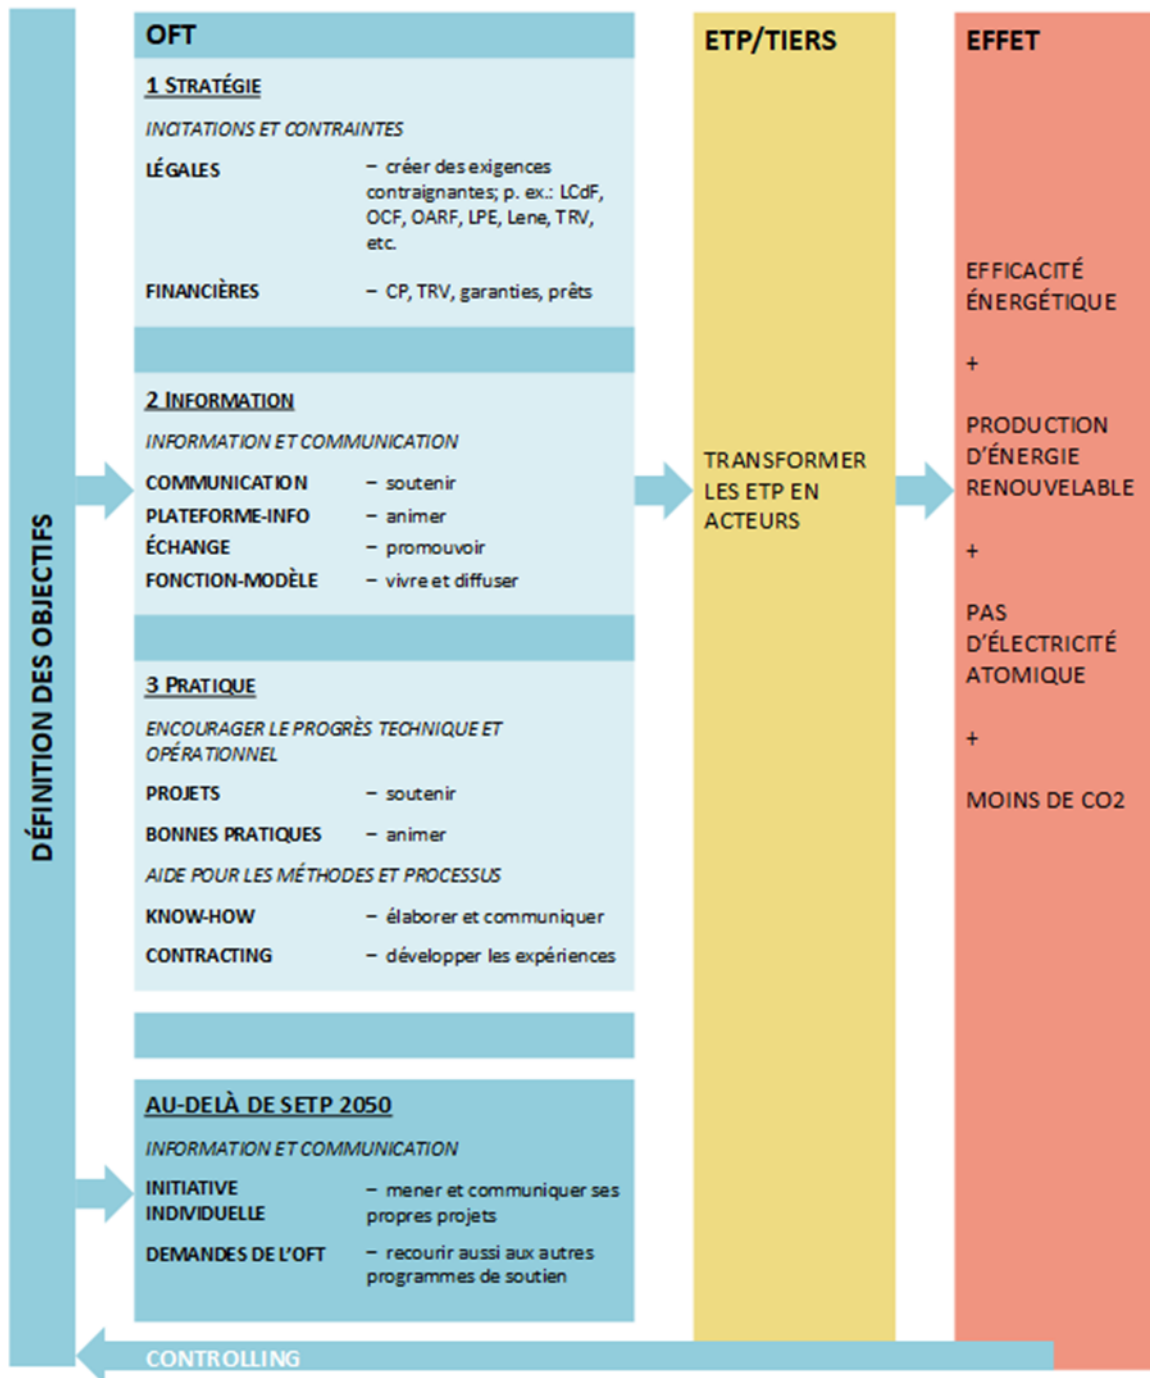 DÉFINITION DES OBJECTIFS
OFT
1 STRATÉGIE
INCITATIONS ET CONTRAINTES
LÉGALES – créer des exigences
contraignantes; p. ex.: LCdF,
OCF, OARF, LPE, Lene, TRV,
etc.
FINANCIÈRES – CP, TRV, garanties, prêts
2 INFORMATION
INFORMATION ET COMMUNICATION
COMMUNICATION – soutenir
PLATEFORME-INFO – animer
ÉCHANGE – promouvoir
FONCTION-MODÈLE – vivre et diffuser
3 PRATIQUE
ENCOURAGER LE PROGRÈS TECHNIQUE ET
OPÉRATIONNEL
PROJETS – soutenir
BONNES PRATIQUES – animer
AIDE POUR LES MÉTHODES ET PROCESSUS
KNOW-HOW – élaborer et communiquer
CONTRACTING – développer les expériences
AU-DELÀ DE SETP 2050
INFORMATION ET COMMUNICATION
INITIATIVE – mener et communiquer ses
INDIVIDUELLE propres projets
DEMANDES DE L'OFT – recourir aussi aux autres
programmes de soutien
ETP/TIERS
TRANSFORMER
LES ETP EN
ACTEURS
EFFET
EFFICACITÉ
ÉNERGÉTIQUE
+
PRODUCTION
D'ÉNERGIE
RENOUVELABLE
+
PAS
D'ÉLECTRICITÉ
ATOMIQUE
+
MOINS DE CO2
CONTROLLING